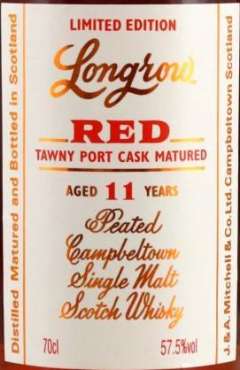 LIMITED EDITION
Longrow
RED
TAWNY PORT CASK MATURED
AGED 11 YEARS
Peated
Campbeltown
Single Malt
Scotch Whisky
70cl 57.5%vol
Distilled Matured and Bottled in Scotland
J.& A. Mitchell & Co. Ltd. Campbeltown Scotland